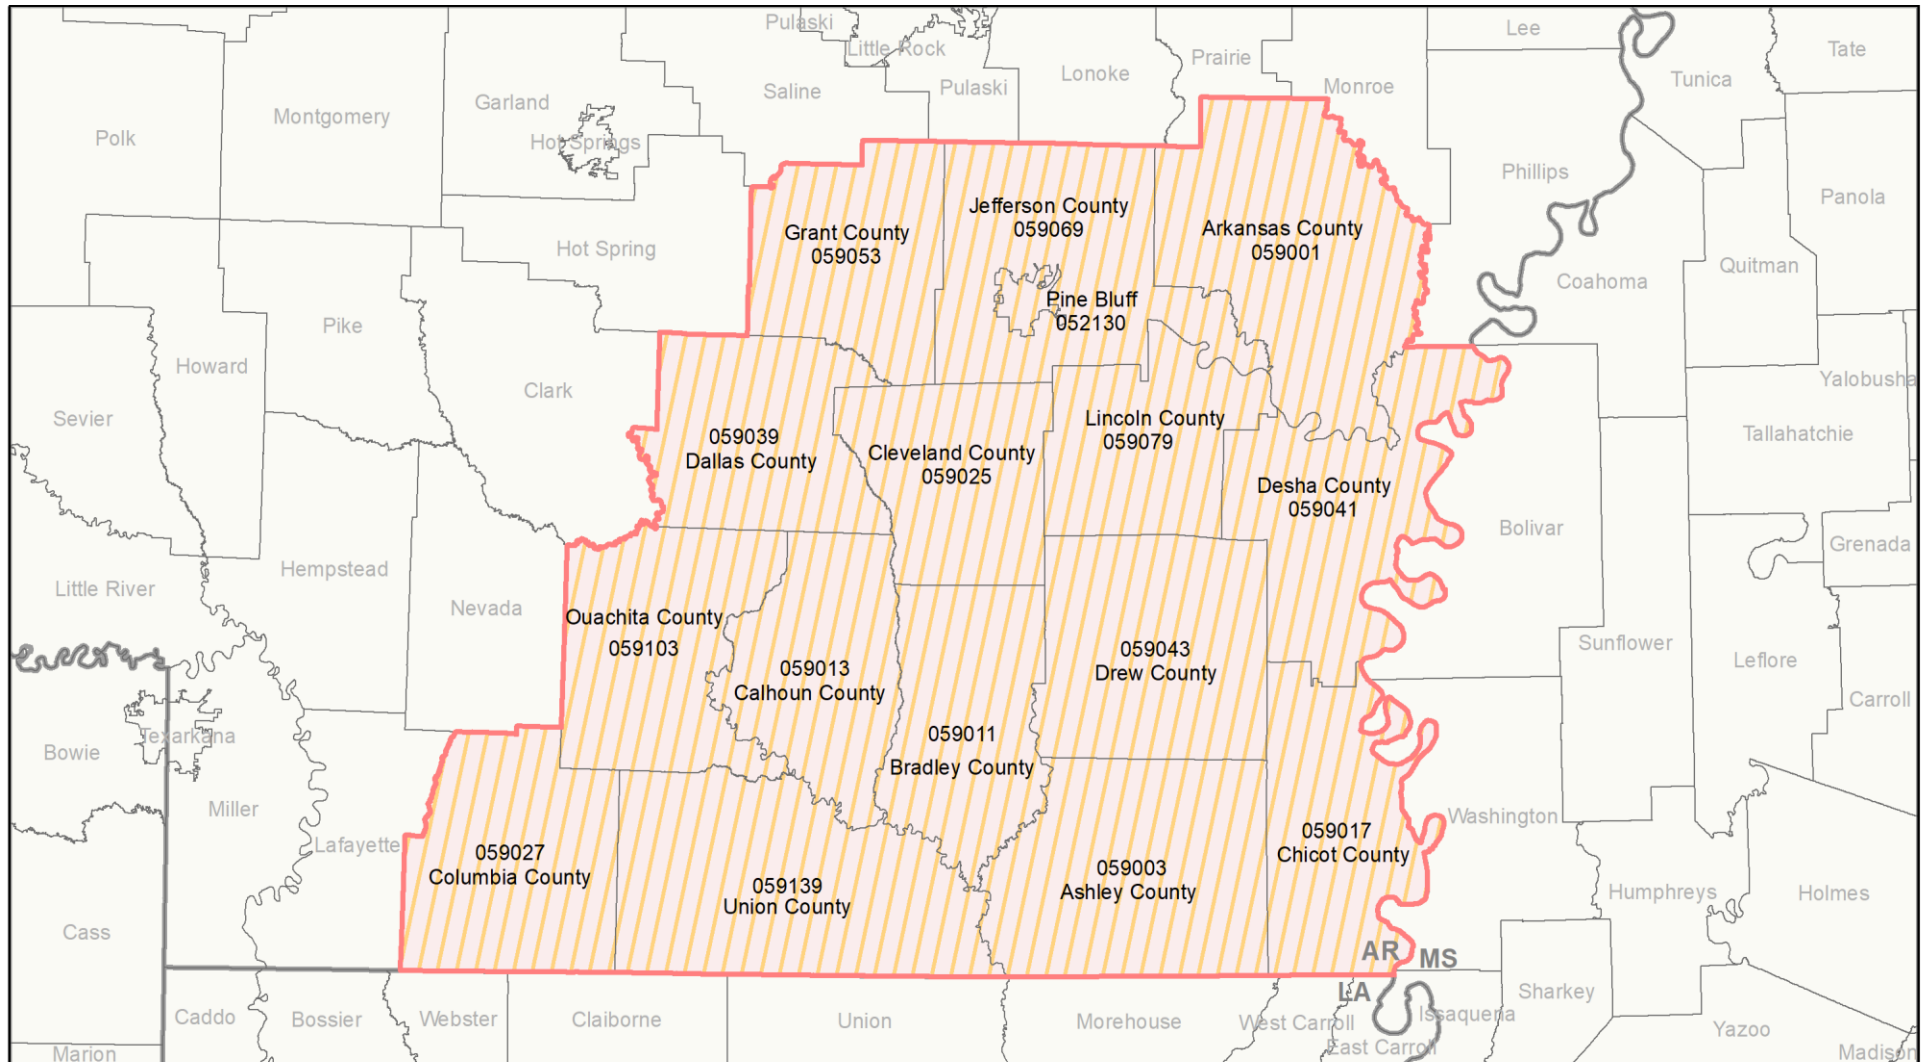 Pulaski
Little Rock
Lee
Tate
Prairie
Lonoke
Tunica
Monroe
Pulaski
Saline
Garland
Montgomery
Polk
Hot Springs
Phillips
Panola
Jefferson County
059069
Grant County
059053
Arkansas County
059001
Hot Spring
Quitman
Coahoma
Pine Bluff
052130
Pike
Howard
Clark
Yalobusha
Sevier
Lincoln County
059079
059039
Dallas County
Cleveland County
059025
Tallahatchie
Desha County
059041
Bolivar
Grenada
Hempstead
Little River
Nevada
Ouachita County
059103
059013
Calhoun County
059043
Drew County
Sunflower
Leflore
Carroll
Texarkana
Bowie
059011
Bradley County
Miller
Washington
Lafayette
059017
Chicot County
059027
Columbia County
059139
Union County
059003
Ashley County
Humphreys
Holmes
Cass
AR
MS
LA
Sharkey
Caddo
Bossier
Webster
Claiborne
Union
Morehouse
West Carroll
Issaquena
Yazoo
East Carroll
Marion
Madison